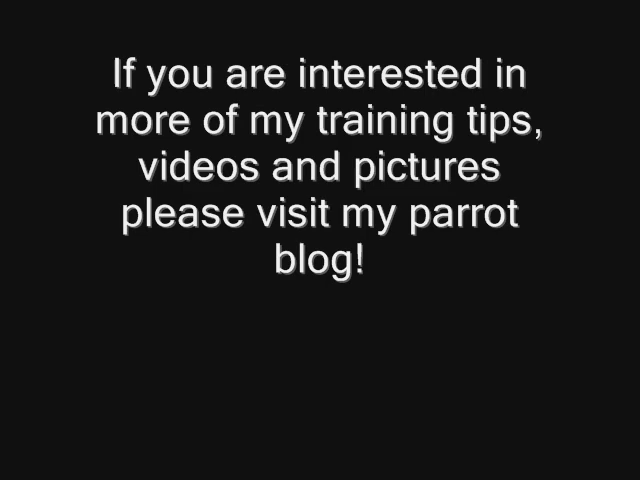 If you are interested in
more of my training tips,
videos and pictures
please visit my parrot
blog!